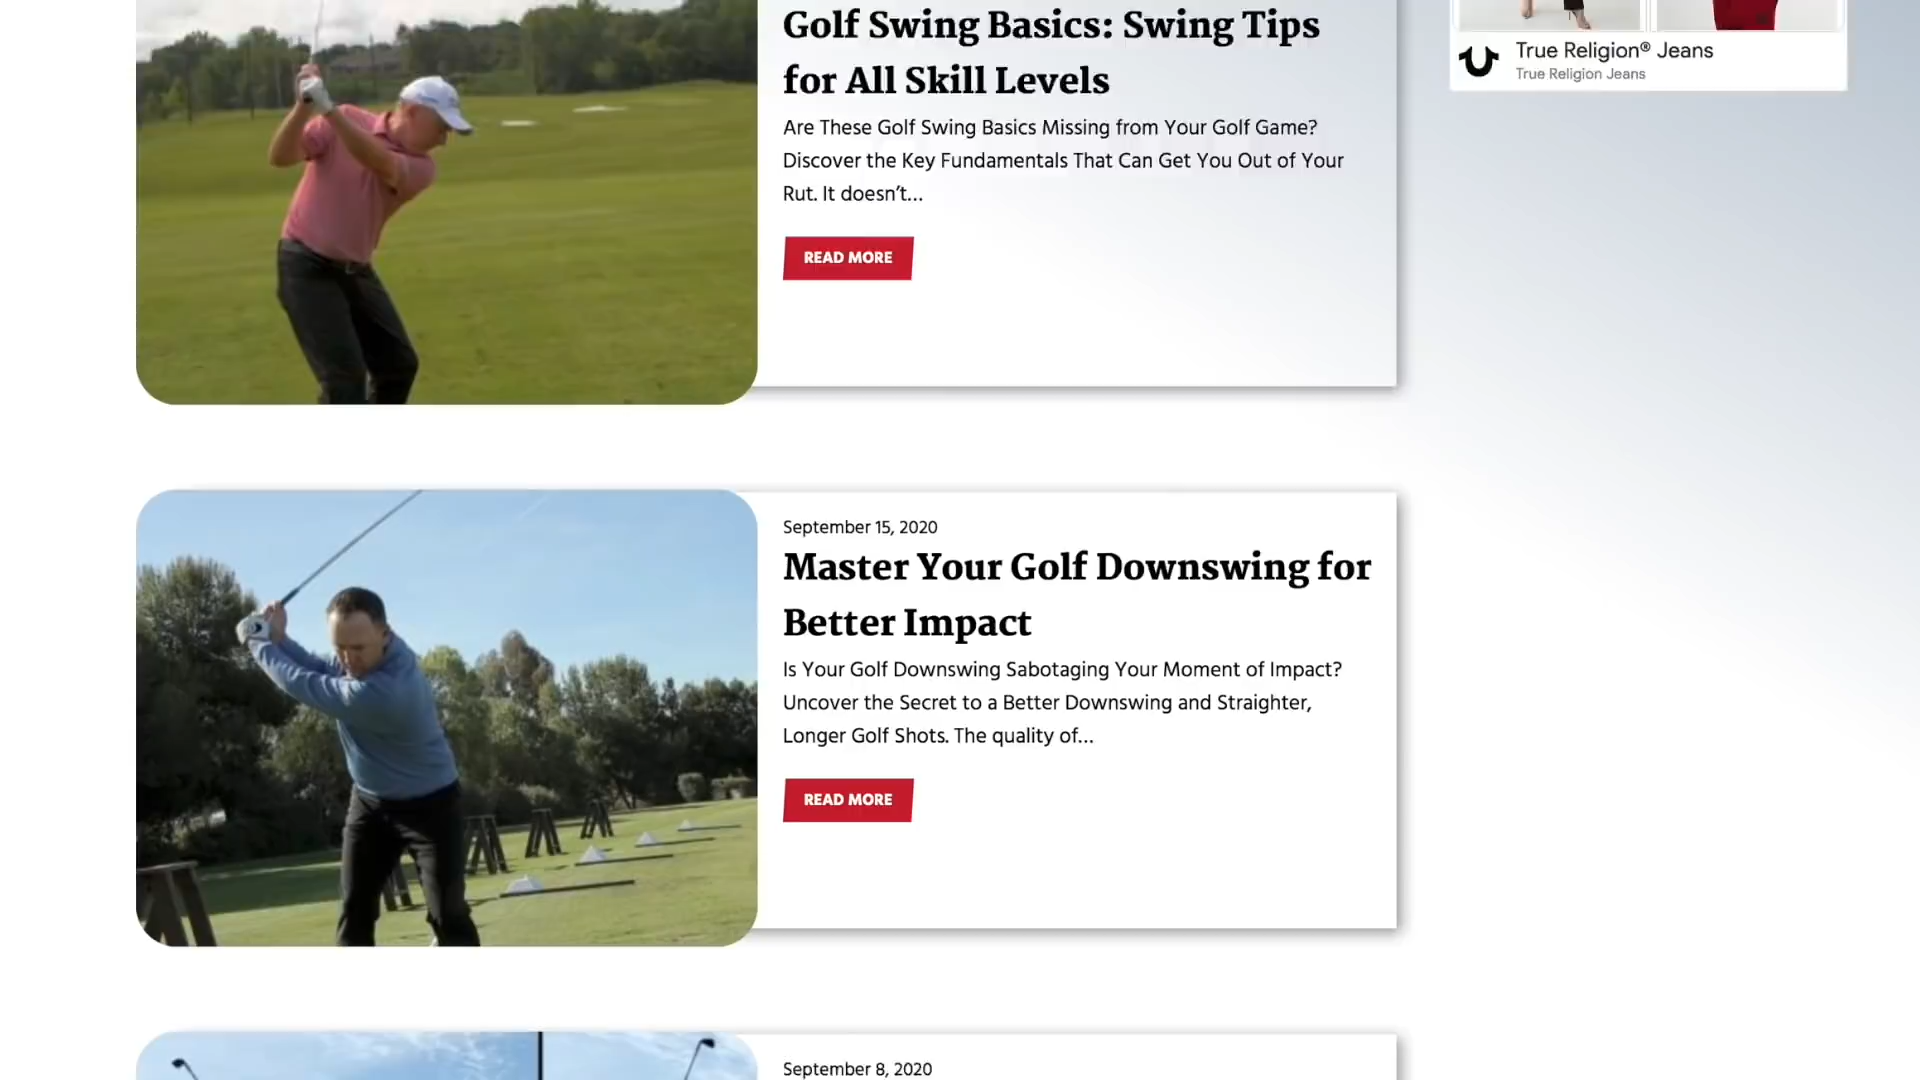 Golf Swing Basics: Swing Tips
for All Skill Levels
Are These Golf Swing Basics Missing from Your Golf Game?
Discover the Key Fundamentals That Can Get You Out of Your
Rut. It doesn’t...
READ MORE
True Religion® Jeans
True Religion Jeans
September 15, 2020
Master Your Golf Downswing for
Better Impact
Is Your Golf Downswing Sabotaging Your Moment of Impact?
Uncover the Secret to a Better Downswing and Straighter,
Longer Golf Shots. The quality of...
READ MORE
September 8, 2020